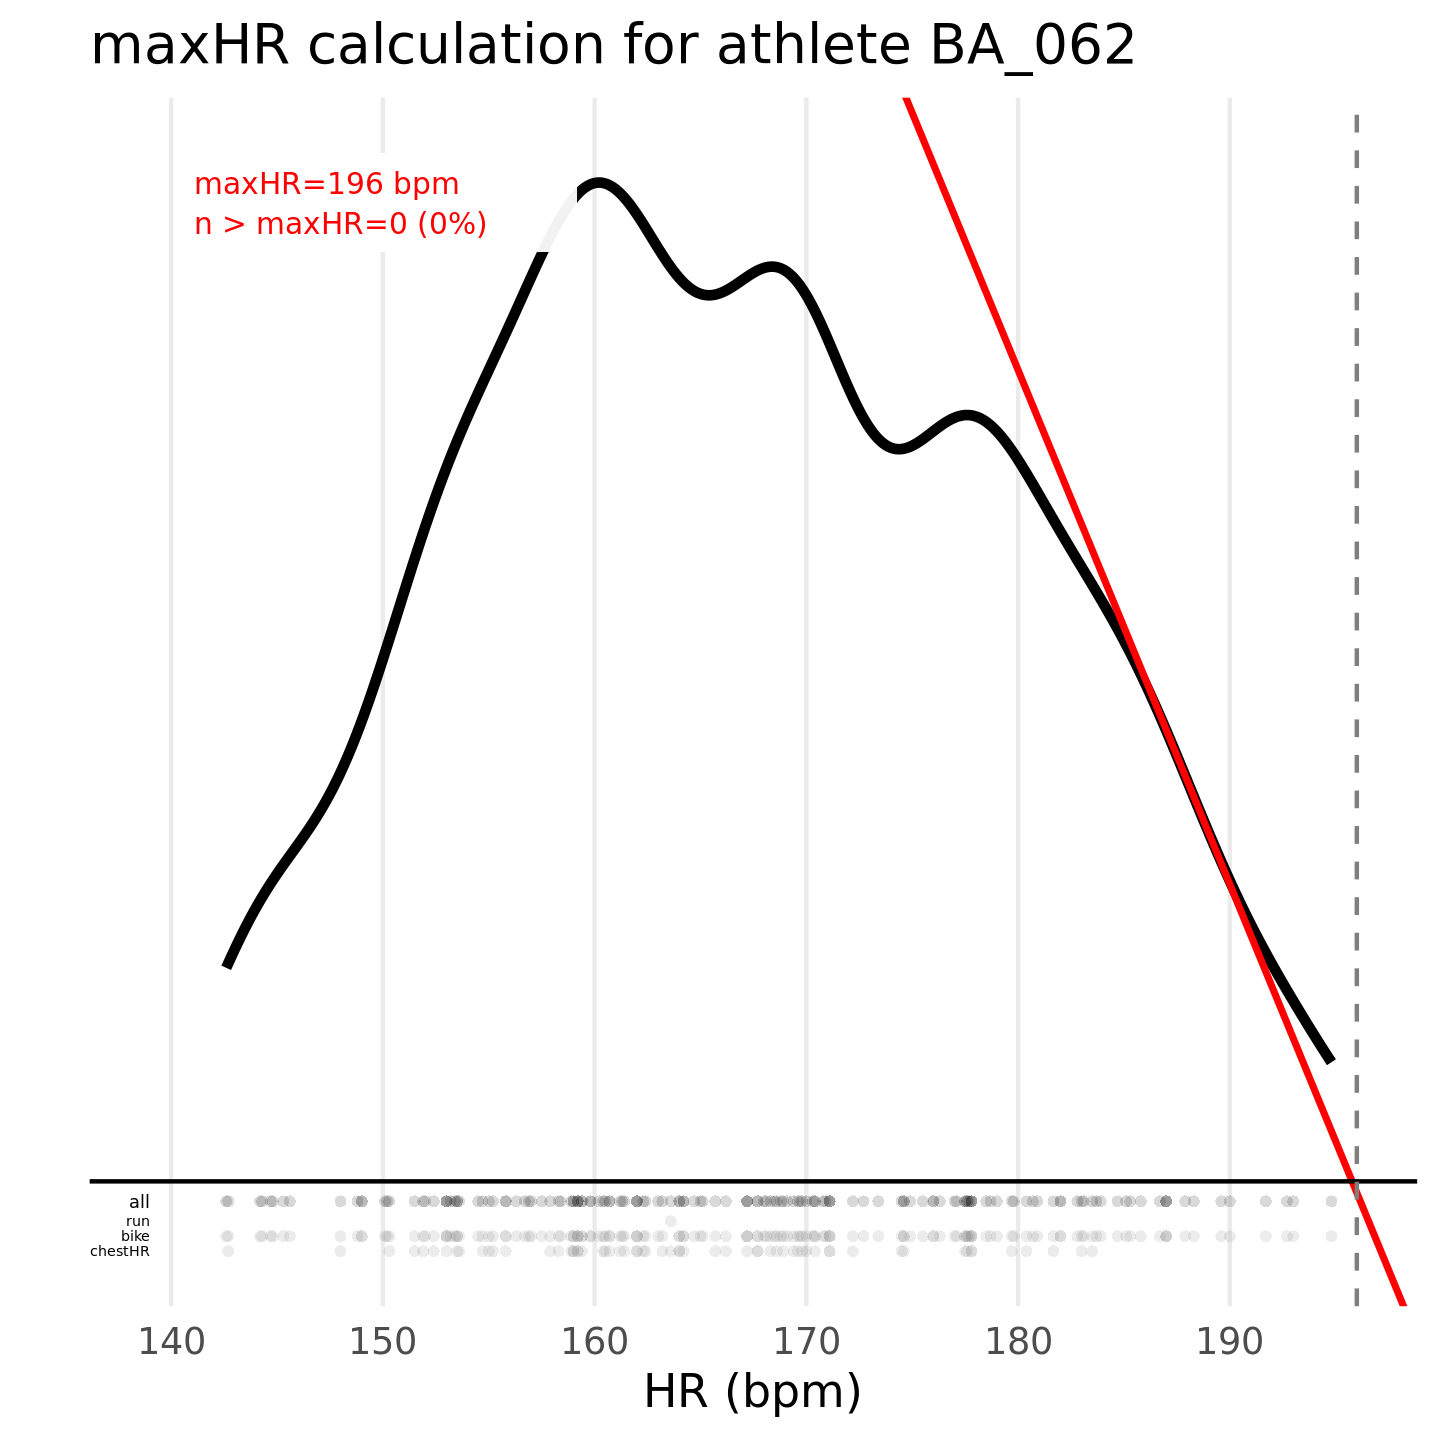 maxHR calculation for athlete BA_062
maxHR=196 bpm
n > maxHR=0 (0%)
all
run
bike
chestHR
140 150 160 170 180 190
HR (bpm)